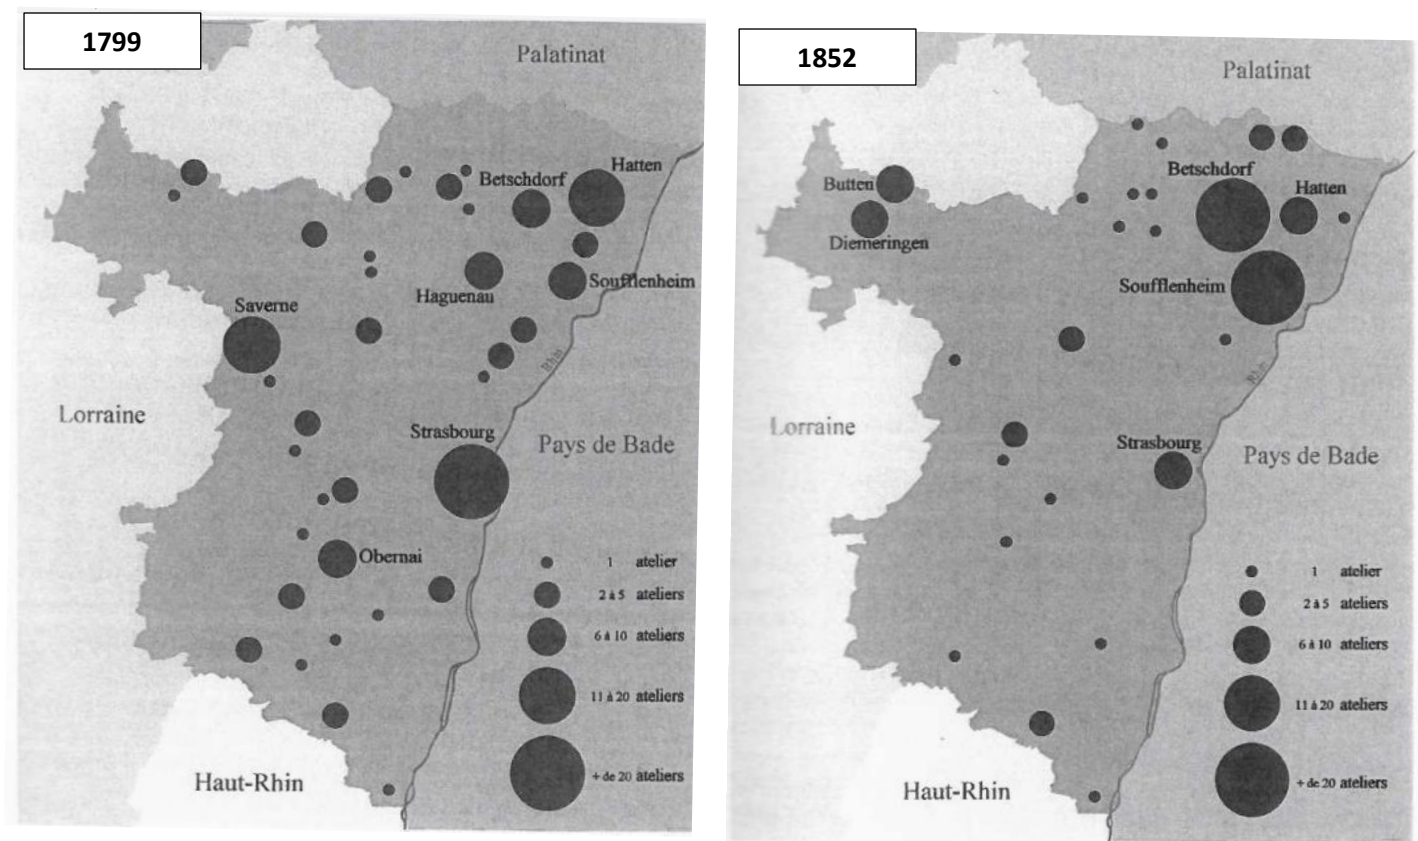 1799
Palatinat
Hatten
Betschdorf
Soufflenheim
Haguenau
Saverne
Rhin
Lorraine
Strasbourg
Pays de Bade
Obernai
1 atelier
2 à 5 ateliers
6 à 10 ateliers
11 à 20 ateliers
+ de 20 ateliers
Haut-Rhin
1852
Palatinat
Betschdorf
Butten
Hatten
Diemeringen
Soufflenheim
Rhin
Lorraine
Strasbourg
Pays de Bade
1 atelier
2 à 5 ateliers
6 à 10 ateliers
11 à 20 ateliers
+ de 20 ateliers
Haut-Rhin